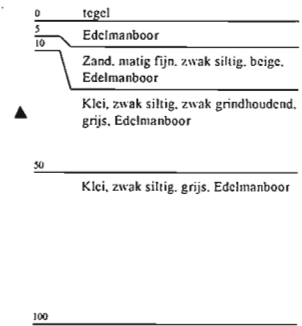 0 tegel
5 Edelmanboor
10
Zand, matig fijn, zwak siltig, beige,
Edelmanboor
Klei, zwak siltig, zwak grindhoudend,
grijs, Edelmanboor
50
Klei, zwak siltig, grijs, Edelmanboor
100